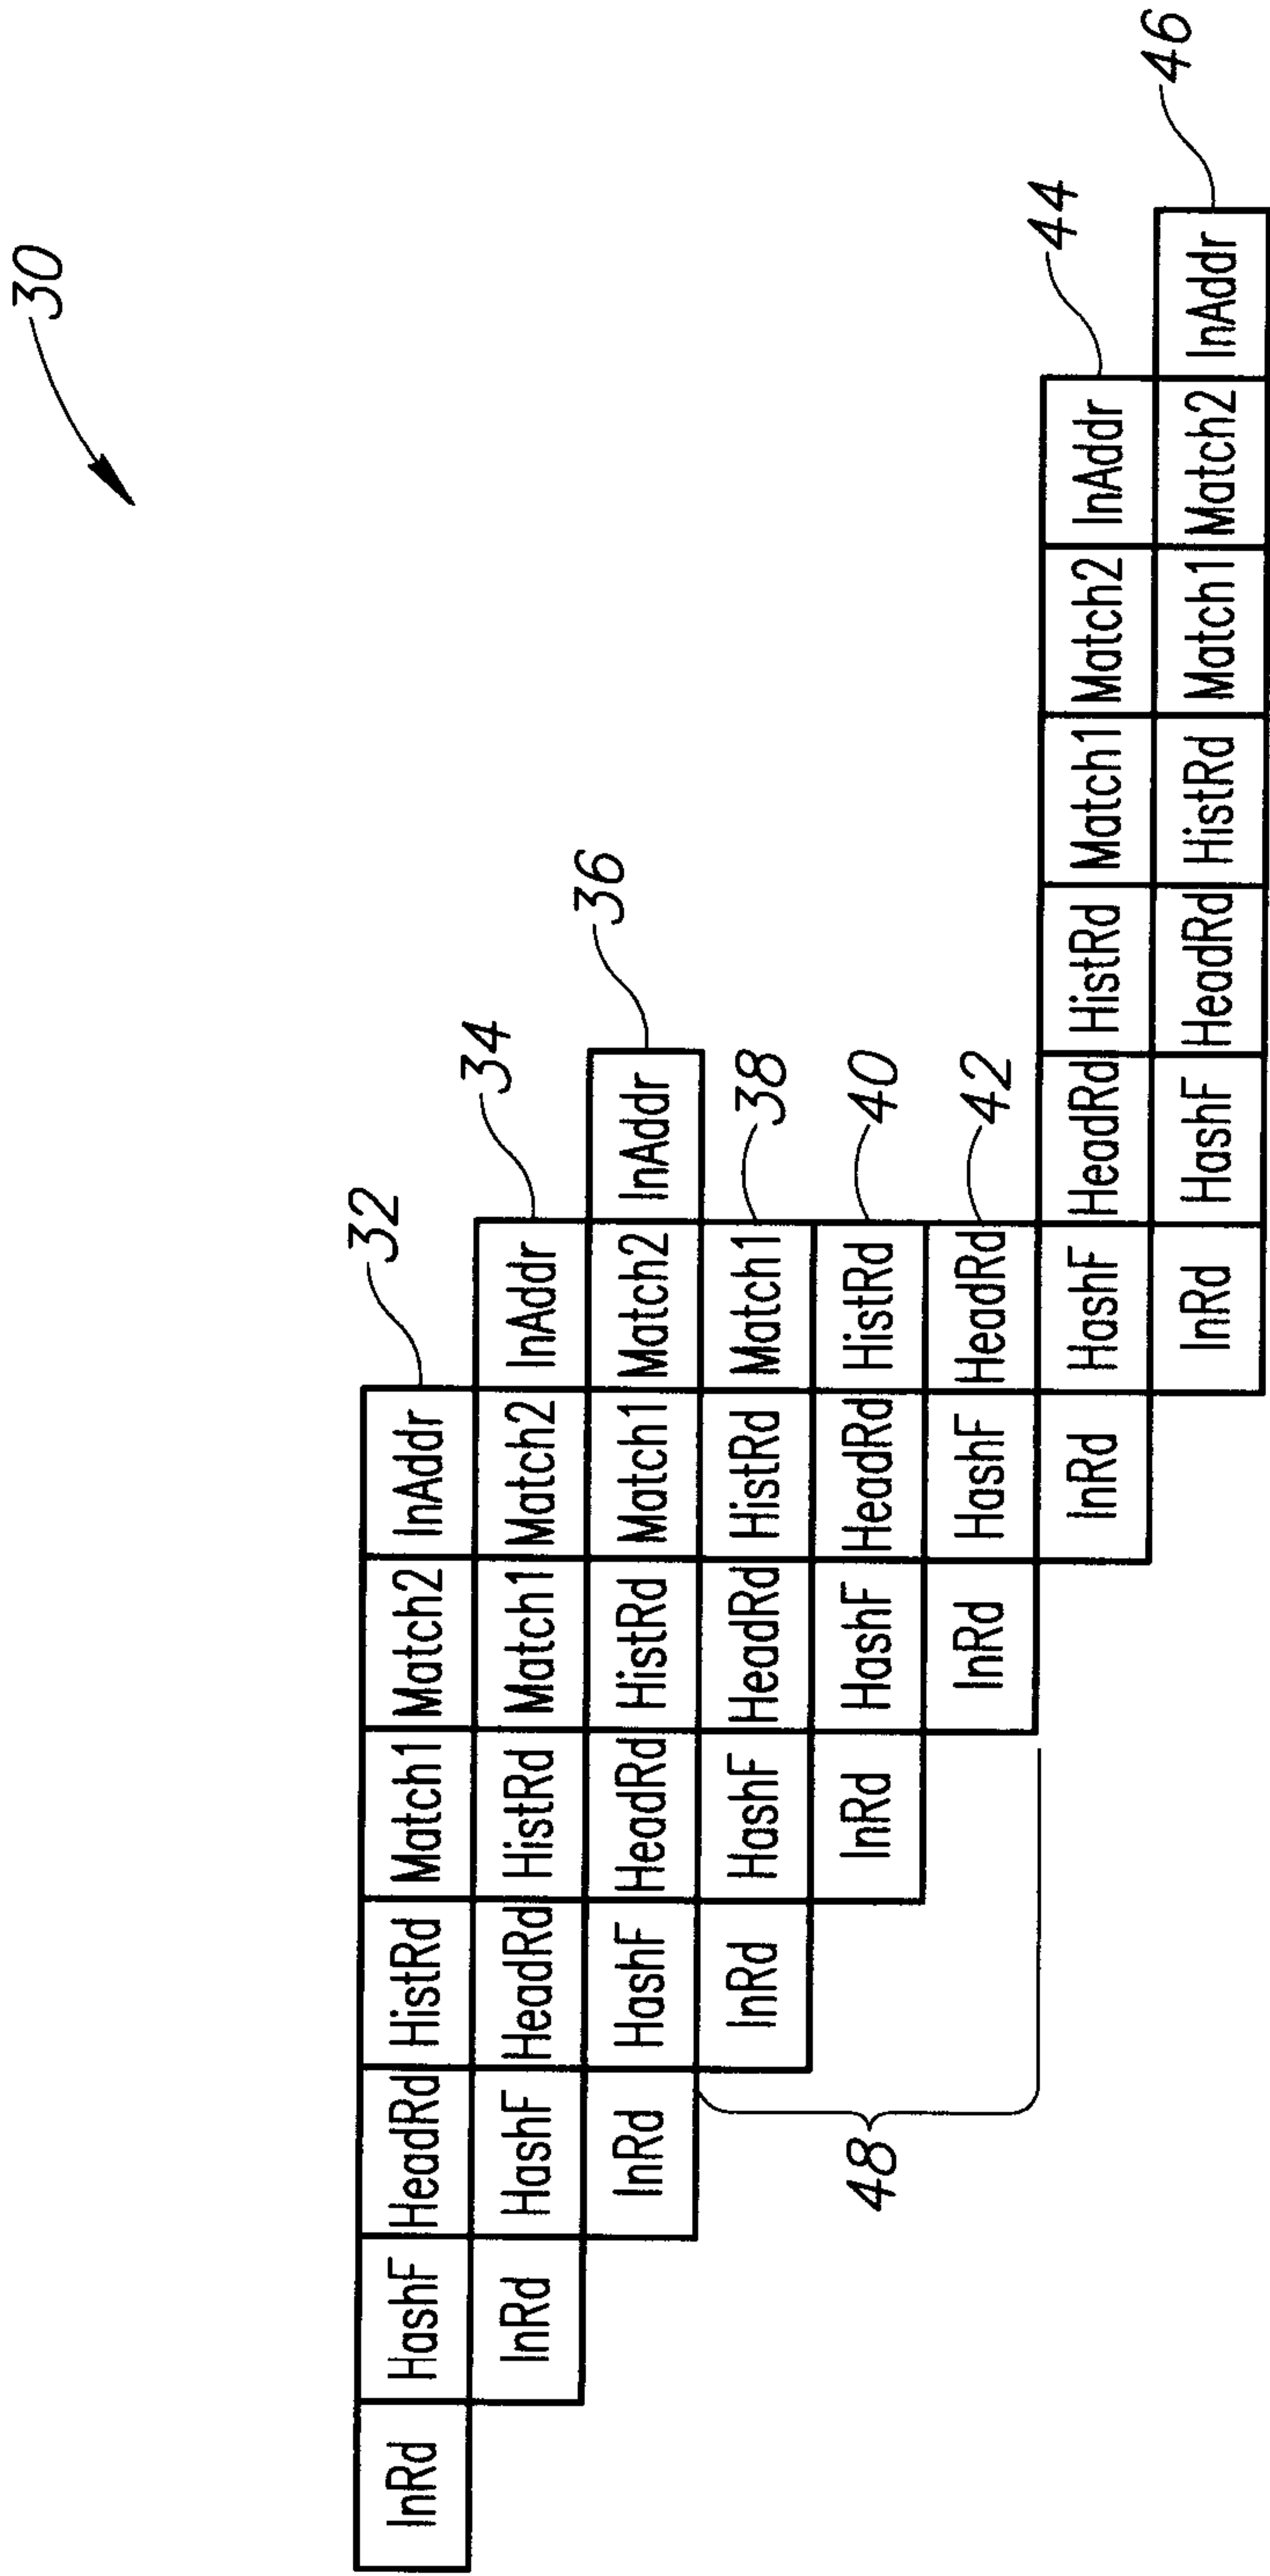 30
InRd HashF HeadRd HistRd Match1 Match2 InAddr 32
InRd HashF HeadRd HistRd Match1 Match2 InAddr 34
InRd HashF HeadRd HistRd Match1 Match2 InAddr 36
InRd HashF HeadRd HistRd Match1 38
InRd HashF HeadRd HistRd 40
InRd HashF HeadRd 42
48
InRd HashF HeadRd HistRd Match1 Match2 InAddr 44
InRd HashF HeadRd HistRd Match1 Match2 InAddr 46